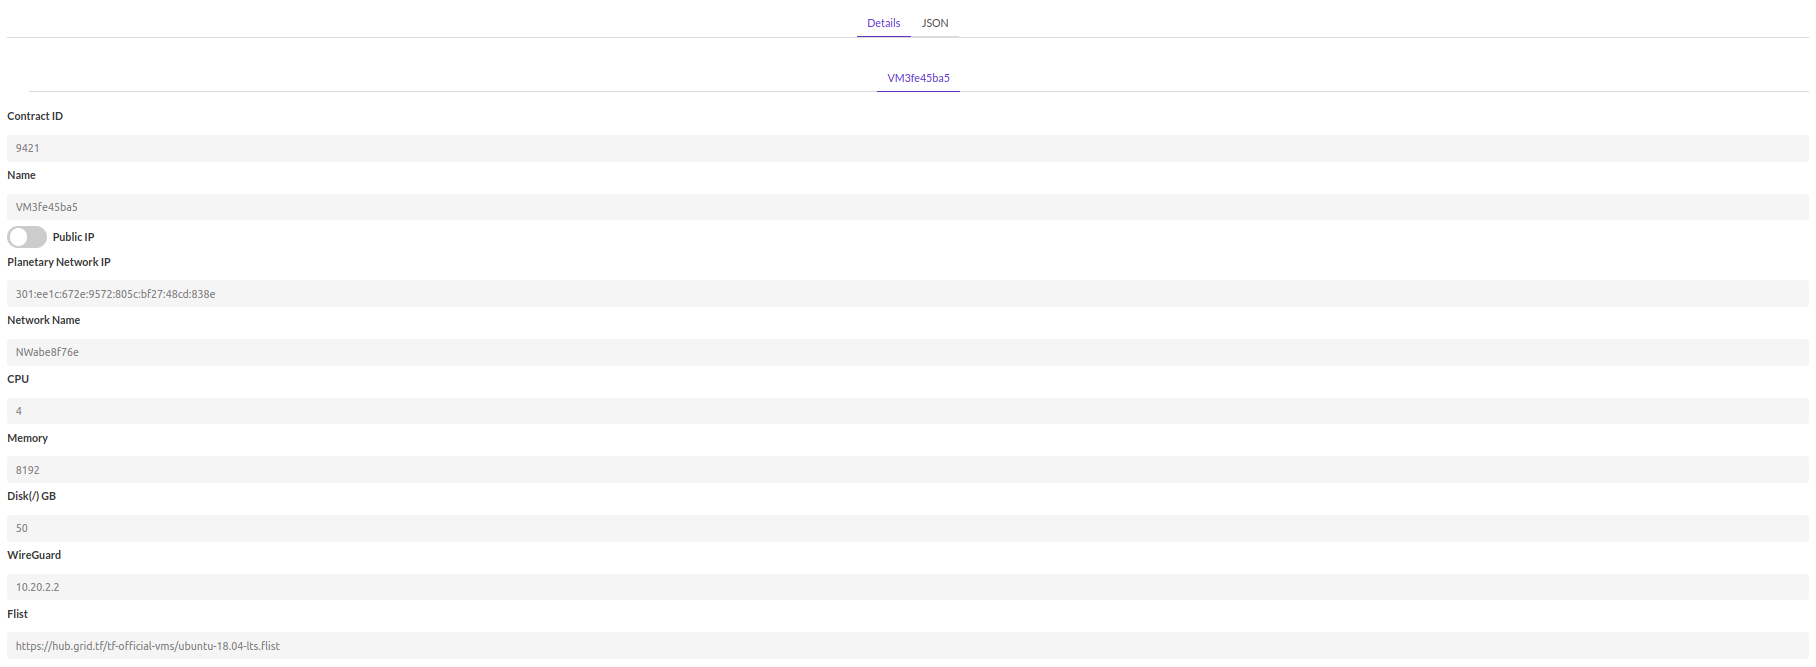 Details JSON
VM3fe45ba5
Contract ID
9421
Name
VM3fe45ba5
Public IP
Planetary Network IP
301:ee1c:672e:9572:805c:bf27:48cd:838e
Network Name
NWabe8f76e
CPU
4
Memory
8192
Disk(/) GB
50
WireGuard
10.20.2.2
Flist
https://hub.grid.tf/tf-official-vms/ubuntu-18.04-lts.flist